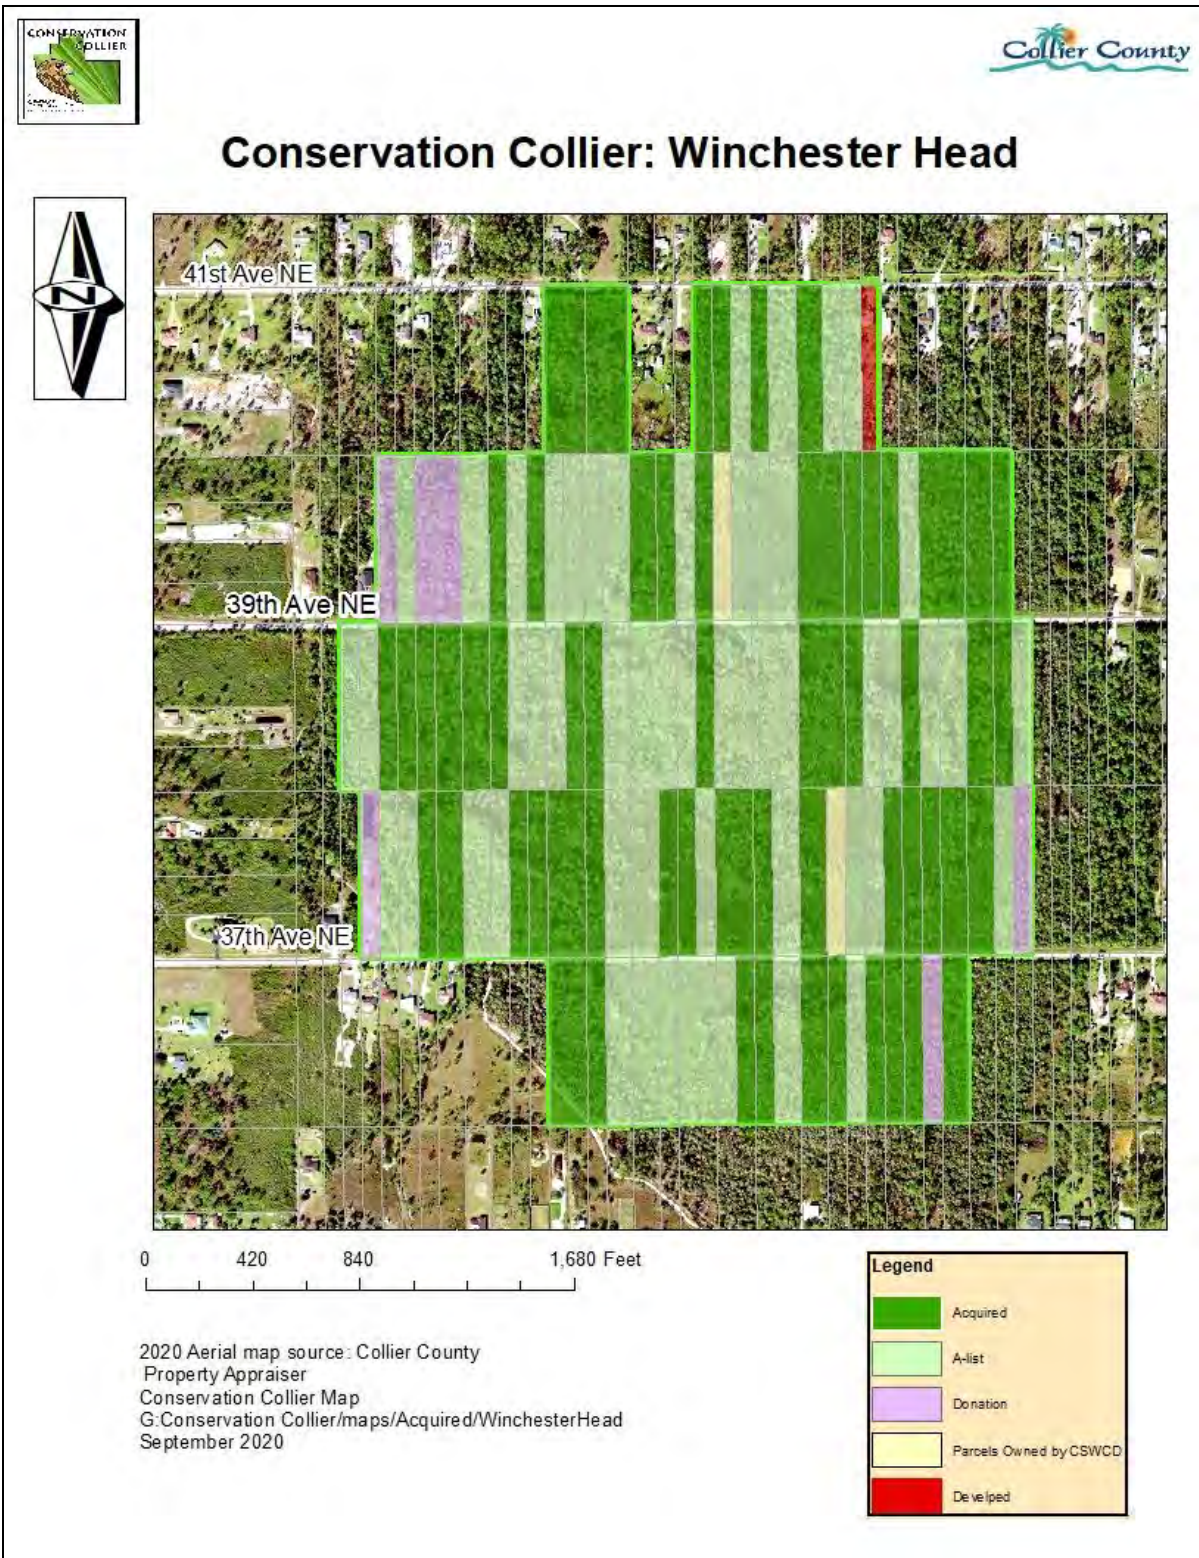 CONSERVATION
COLLIER
Collier County
Conservation Collier: Winchester Head
N
41st Ave NE
39th Ave NE
37th Ave NE
0 420 840 1,680 Feet
Legend
Acquired
A-list
Donation
Parcels Owned by CSWCD
Develped
2020 Aerial map source: Collier County
Property Appraiser
Conservation Collier Map
G:Conservation Collier/maps/Acquired/WinchesterHead
September 2020